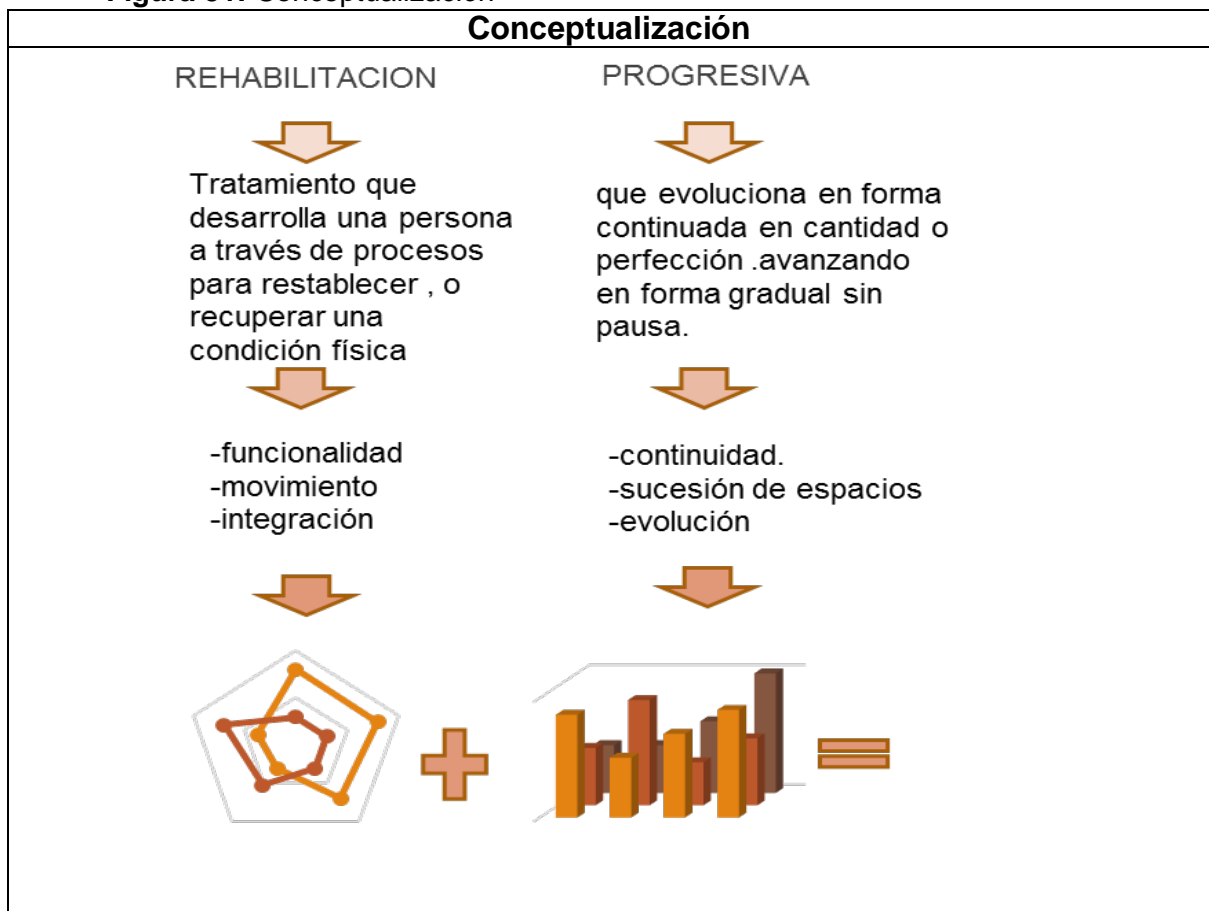 Conceptualización
REHABILITACION
PROGRESIVA
Tratamiento que
desarrolla una persona
a través de procesos
para restablecer , o
recuperar una
condición física
que evoluciona en forma
continuada en cantidad o
perfección .avanzando
en forma gradual sin
pausa.
-funcionalidad
-movimiento
-integración
-continuidad.
-sucesión de espacios
-evolución